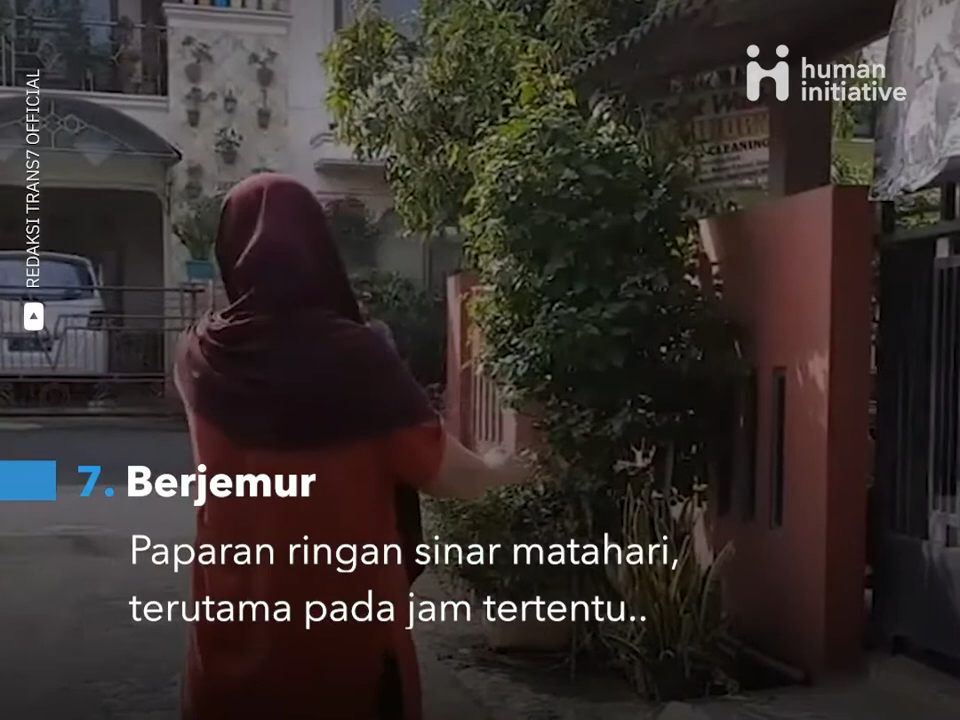 REDAKSI TRANS7 OFFICIAL
human
initiative
CLEANING
7. Berjemur
Paparan ringan sinar matahari,
terutama pada jam tertentu..